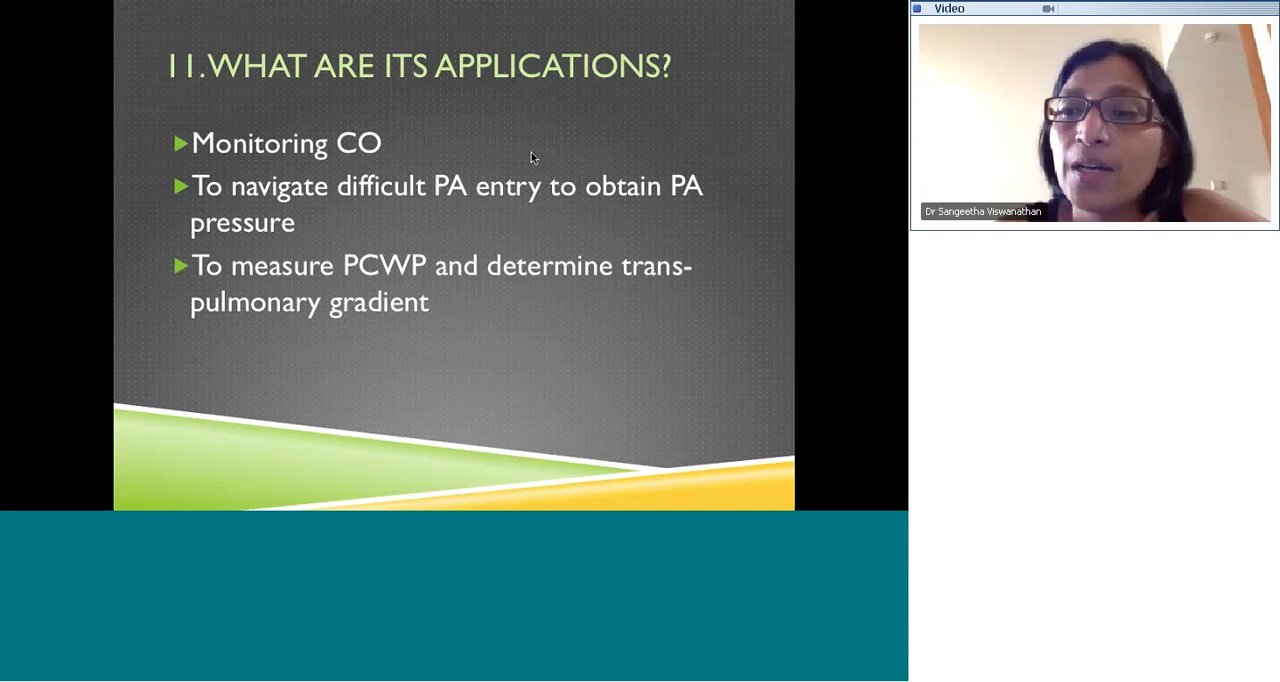 11. WHAT ARE ITS APPLICATIONS?
Monitoring CO
To navigate difficult PA entry to obtain PA
pressure
To measure PCWP and determine trans-
pulmonary gradient
Video
Dr Sangeetha Viswanathan